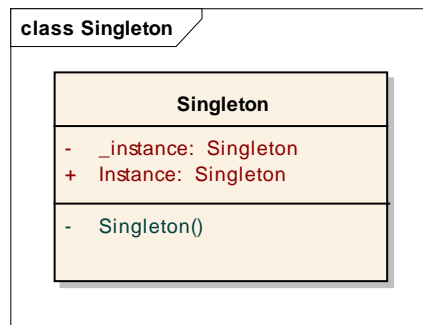 class Singleton
Singleton
- _instance: Singleton
+ Instance: Singleton
- Singleton()